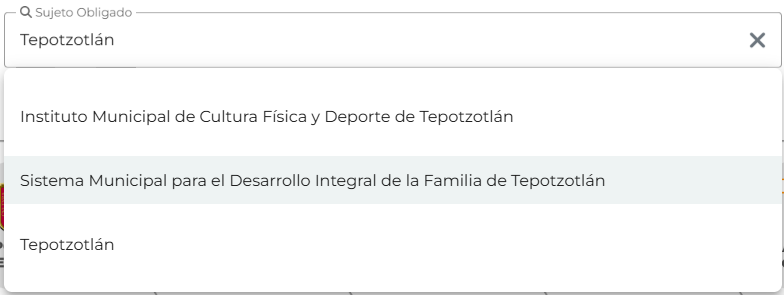 Sujeto Obligado
Tepotzotlán
Instituto Municipal de Cultura Física y Deporte de Tepotzotlán
Sistema Municipal para el Desarrollo Integral de la Familia de Tepotzotlán
Tepotzotlán